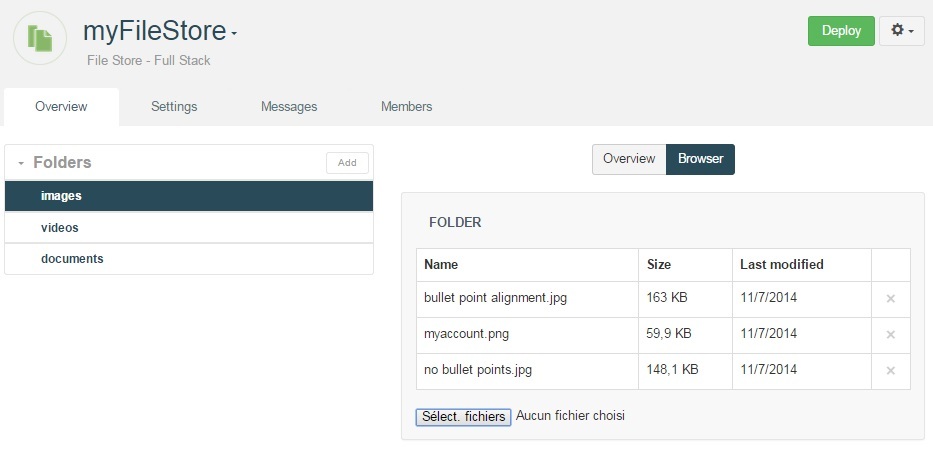 myFileStore
File Store - Full Stack
Deploy
Overview Settings Messages Members
Folders Add
images
videos
documents
Overview Browser
FOLDER
Name Size Last modified
bullet point alignment.jpg 163 KB 11/7/2014
myaccount.png 59,9 KB 11/7/2014
no bullet points.jpg 148,1 KB 11/7/2014
Sélect. fichiers Aucun fichier choisi